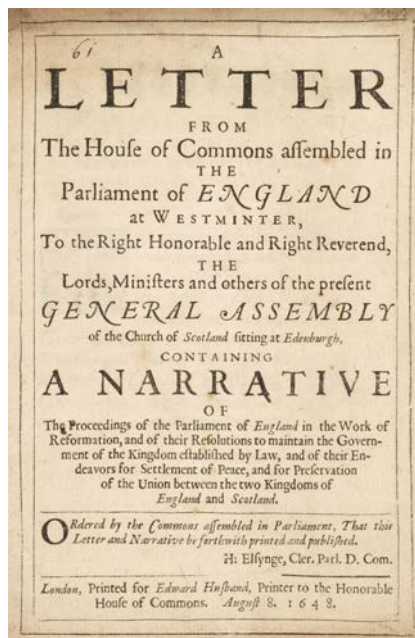 61
A
LETTER
FROM
The Houſe of Commons aſſembled in
THE
Parliament of ENGLAND
at WESTMINTER,
To the Right Honorable and Right Reverend,
THE
Lords, Miniſters and others of the preſent
GENERAL ASSEMBLY
of the Church of Scotland ſitting at Edenburgh,
CONTAINING
A NARRATIVE
OF
The Proceedings of the Parliament of England in the Work of
Reformation, and of their Reſolutions to maintain the Govern-
ment of the Kingdom eſtabliſhed by Law, and of their En-
deavors for Settlement of Peace, and for Preſervation
of the Union between the two Kingdoms of
England and Scotland.
ORdered by the Commons aſſembled in Parliament, That this
Letter and Narrative be forthwith printed and publiſhed.
H: Elſynge, Cler. Parl. D. Com.
London, Printed for Edward Husband, Printer to the Honorable
Houſe of Commons. Auguſt 8. 1648.